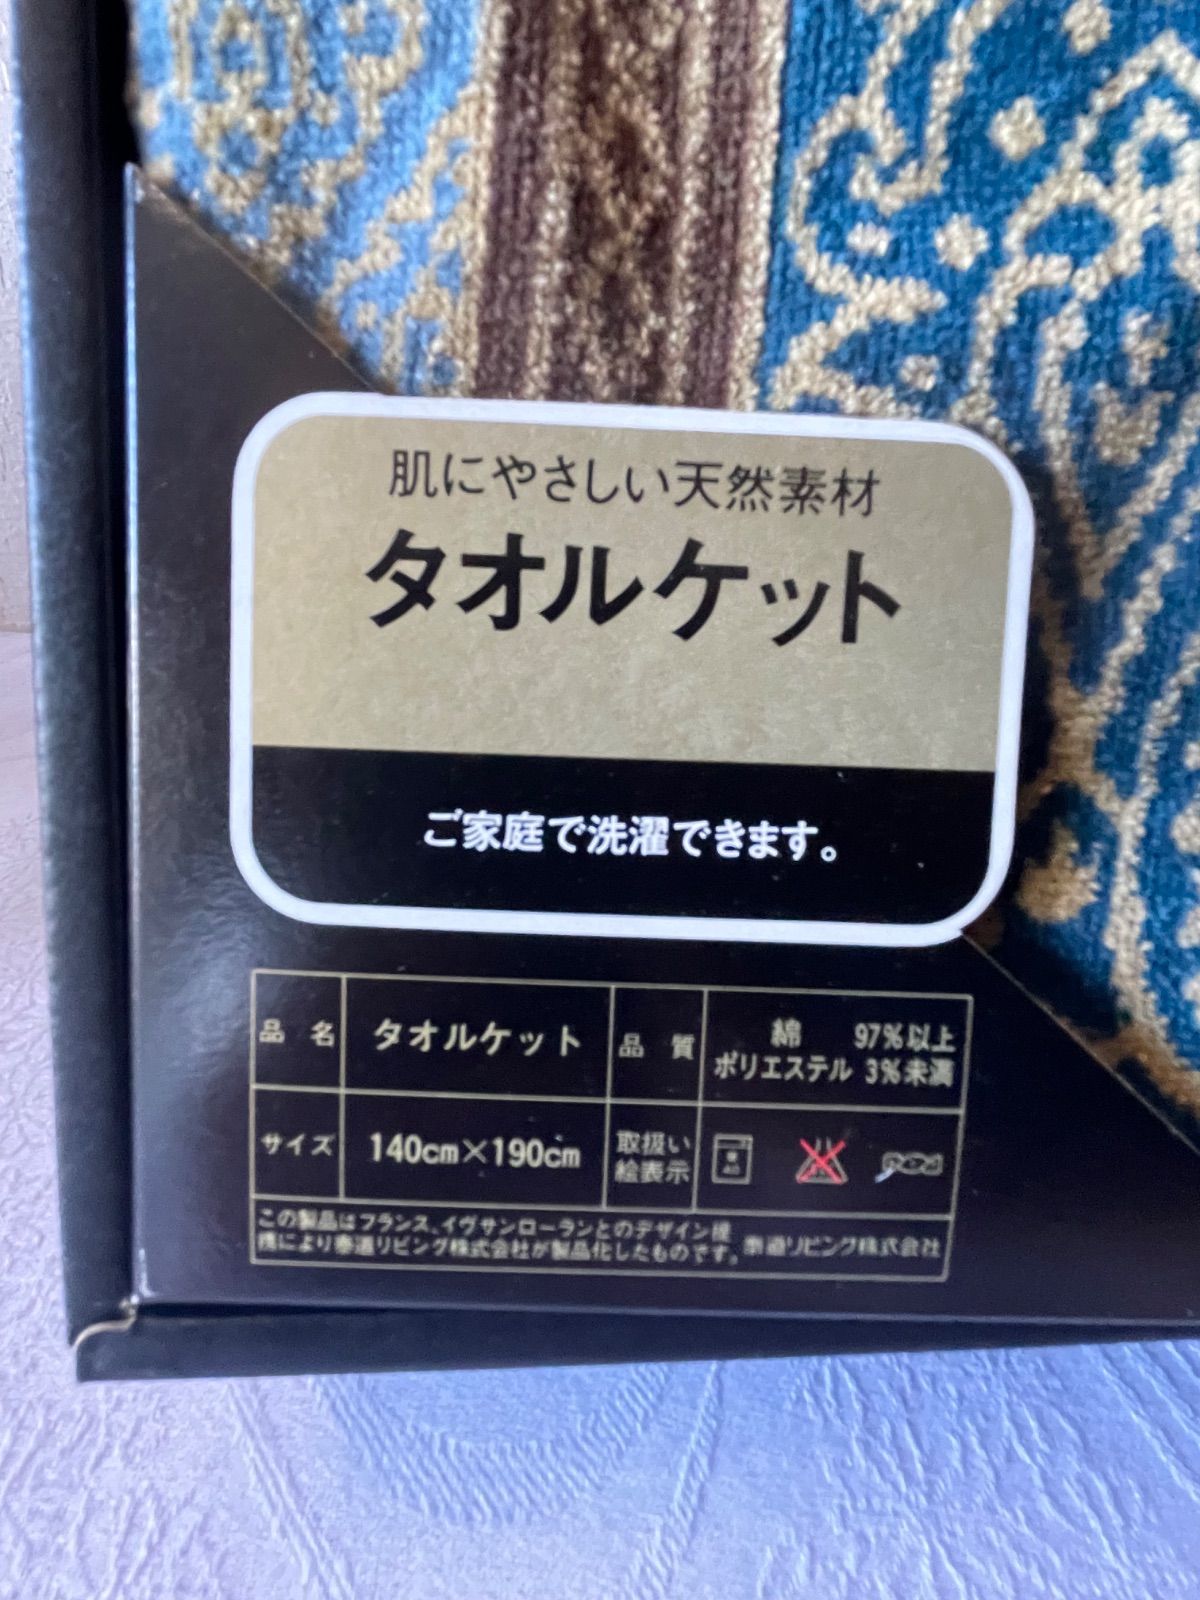 肌にやさしい天然素材
タオルケット
ご家庭で洗濯できます。
品名 タオルケット 品質 綿 97%以上
ポリエステル 3%未満
サイズ 140cm×190cm 取扱い
絵表示
この製品はフランス、イヴサンローランとのデザイン提
携により泰道リビング株式会社が製品化したものです。 泰道リビング株式会社